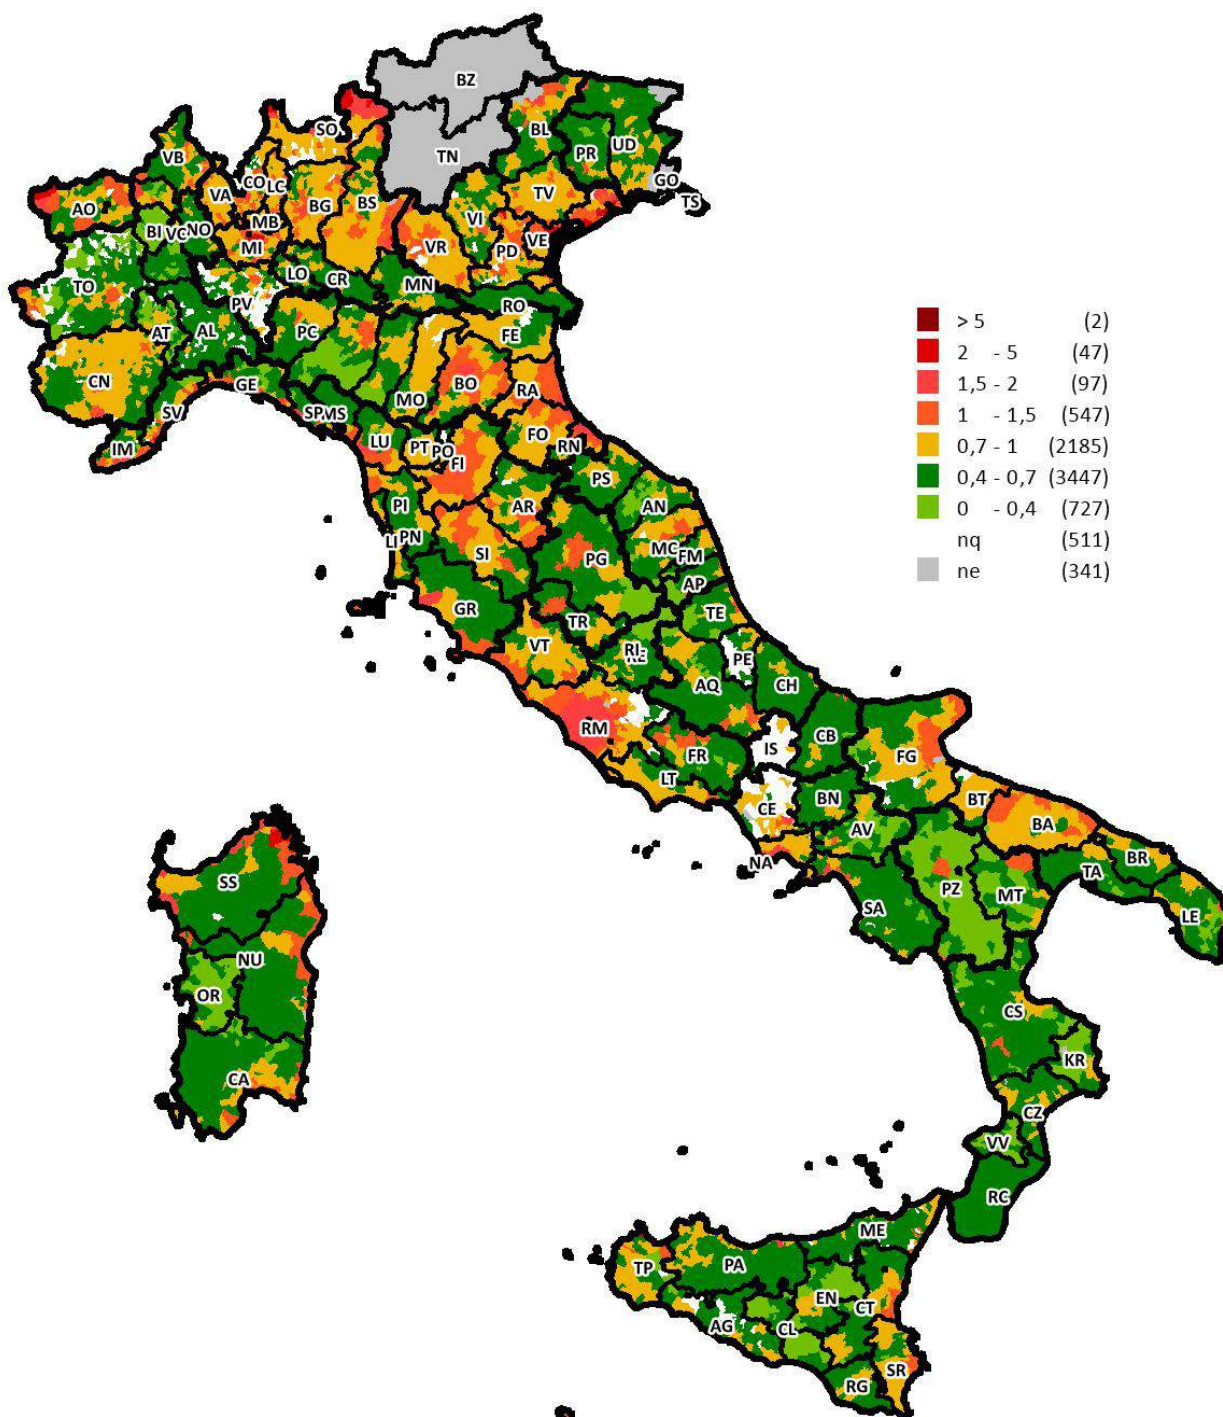 BZ
SO
TN
BL
PR
UD
GO
TS
VB
AO
VA
CO
LC
BG
BS
TV
VI
BI
VC
NO
MB
MI
VR
PD
VE
TO
LO
CR
MN
RO
PV
AT
AL
PC
FE
CN
GE
MO
BO
RA
SV
SP
MS
IM
LU
PT
PO
FI
FO
RN
PS
AR
AN
PI
PN
LI
SI
PG
MC
FM
AP
GR
TR
TE
VT
RI
PE
AQ
CH
RM
IS
CB
FR
FG
LT
CE
BN
BT
BA
AV
NA
BR
TA
SS
PZ
MT
SA
LE
NU
OR
CS
CA
KR
CZ
VV
RC
ME
TP
PA
EN
CT
AG
CL
SR
RG
> 5 (2)
2 - 5 (47)
1,5 - 2 (97)
1 - 1,5 (547)
0,7 - 1 (2185)
0,4 - 0,7 (3447)
0 - 0,4 (727)
nq (511)
ne (341)